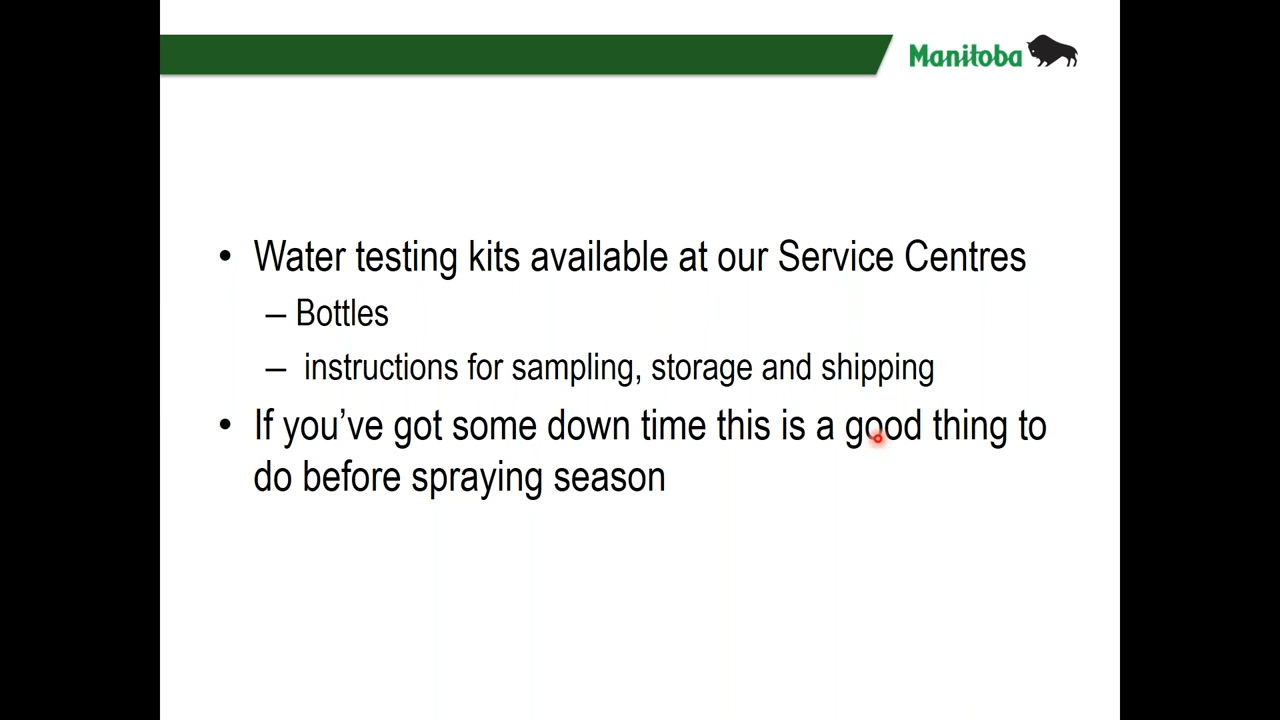 Manitoba
• Water testing kits available at our Service Centres
– Bottles
– instructions for sampling, storage and shipping
• If you’ve got some down time this is a good thing to
do before spraying season